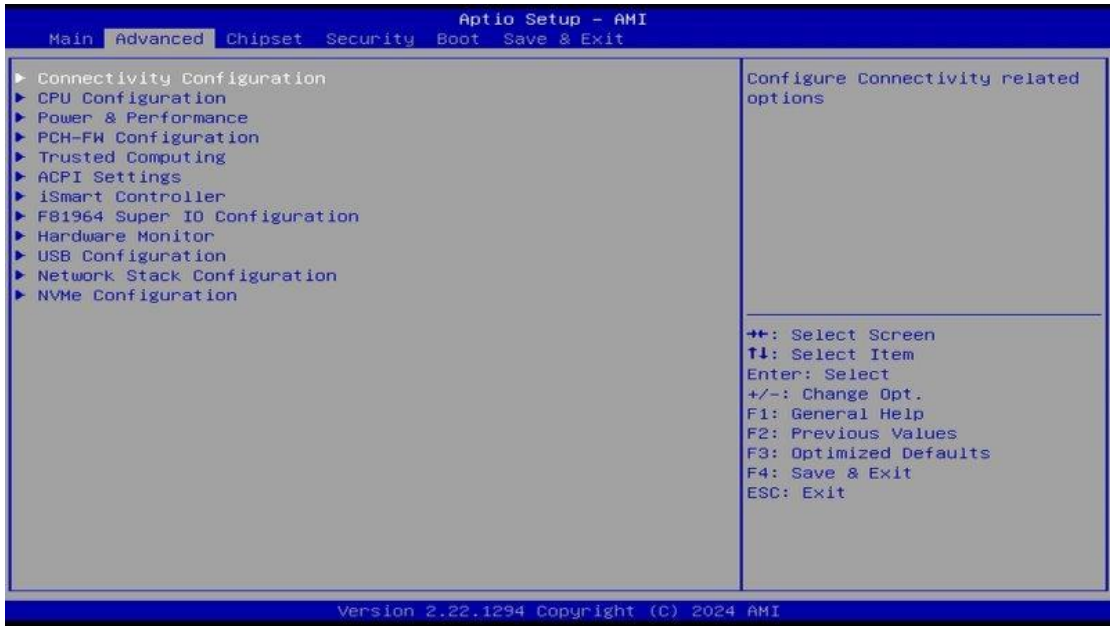 Aptio Setup - AMI
Main Advanced Chipset Security Boot Save & Exit
► Connectivity Configuration
► CPU Configuration
► Power & Performance
► PCH-FW Configuration
► Trusted Computing
► ACPI Settings
► iSmart Controller
► F81964 Super IO Configuration
► Hardware Monitor
► USB Configuration
► Network Stack Configuration
► NVMe Configuration
Configure Connectivity related
options
→←: Select Screen
↑↓: Select Item
Enter: Select
+/-: Change Opt.
F1: General Help
F2: Previous Values
F3: Optimized Defaults
F4: Save & Exit
ESC: Exit
Version 2.22.1294 Copyright (C) 2024 AMI